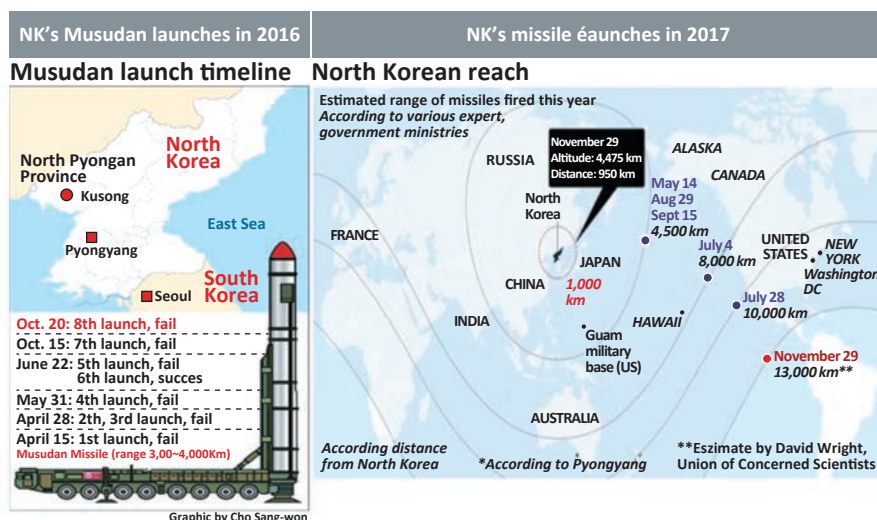 NK's Musudan launches in 2016
NK's missile éaunches in 2017
Musudan launch timeline
North Korea
North Pyongan
Province
Kusong
East Sea
Pyongyang
South
Korea
Seoul
Oct. 20: 8th launch, fail
Oct. 15: 7th launch, fail
June 22: 5th launch, fail
6th launch, succes
May 31: 4th launch, fail
April 28: 2th, 3rd launch, fail
April 15: 1st launch, fail
Musudan Missile (range 3,00~4,000Km)
Graphic by Cho Sang-won
North Korean reach
Estimated range of missiles fired this year
According to various expert,
government ministries
November 29
Altitude: 4,475 km
Distance: 950 km
RUSSIA
ALASKA
CANADA
North
Korea
May 14
Aug 29
Sept 15
4,500 km
FRANCE
JAPAN
July 4
8,000 km
UNITED
STATES
NEW
YORK
Washington
DC
CHINA
1,000
km
July 28
10,000 km
INDIA
HAWAII
Guam
military
base (US)
November 29
13,000 km**
AUSTRALIA
According distance
from North Korea
*According to Pyongyang
**Eszimate by David Wright,
Union of Concerned Scientists